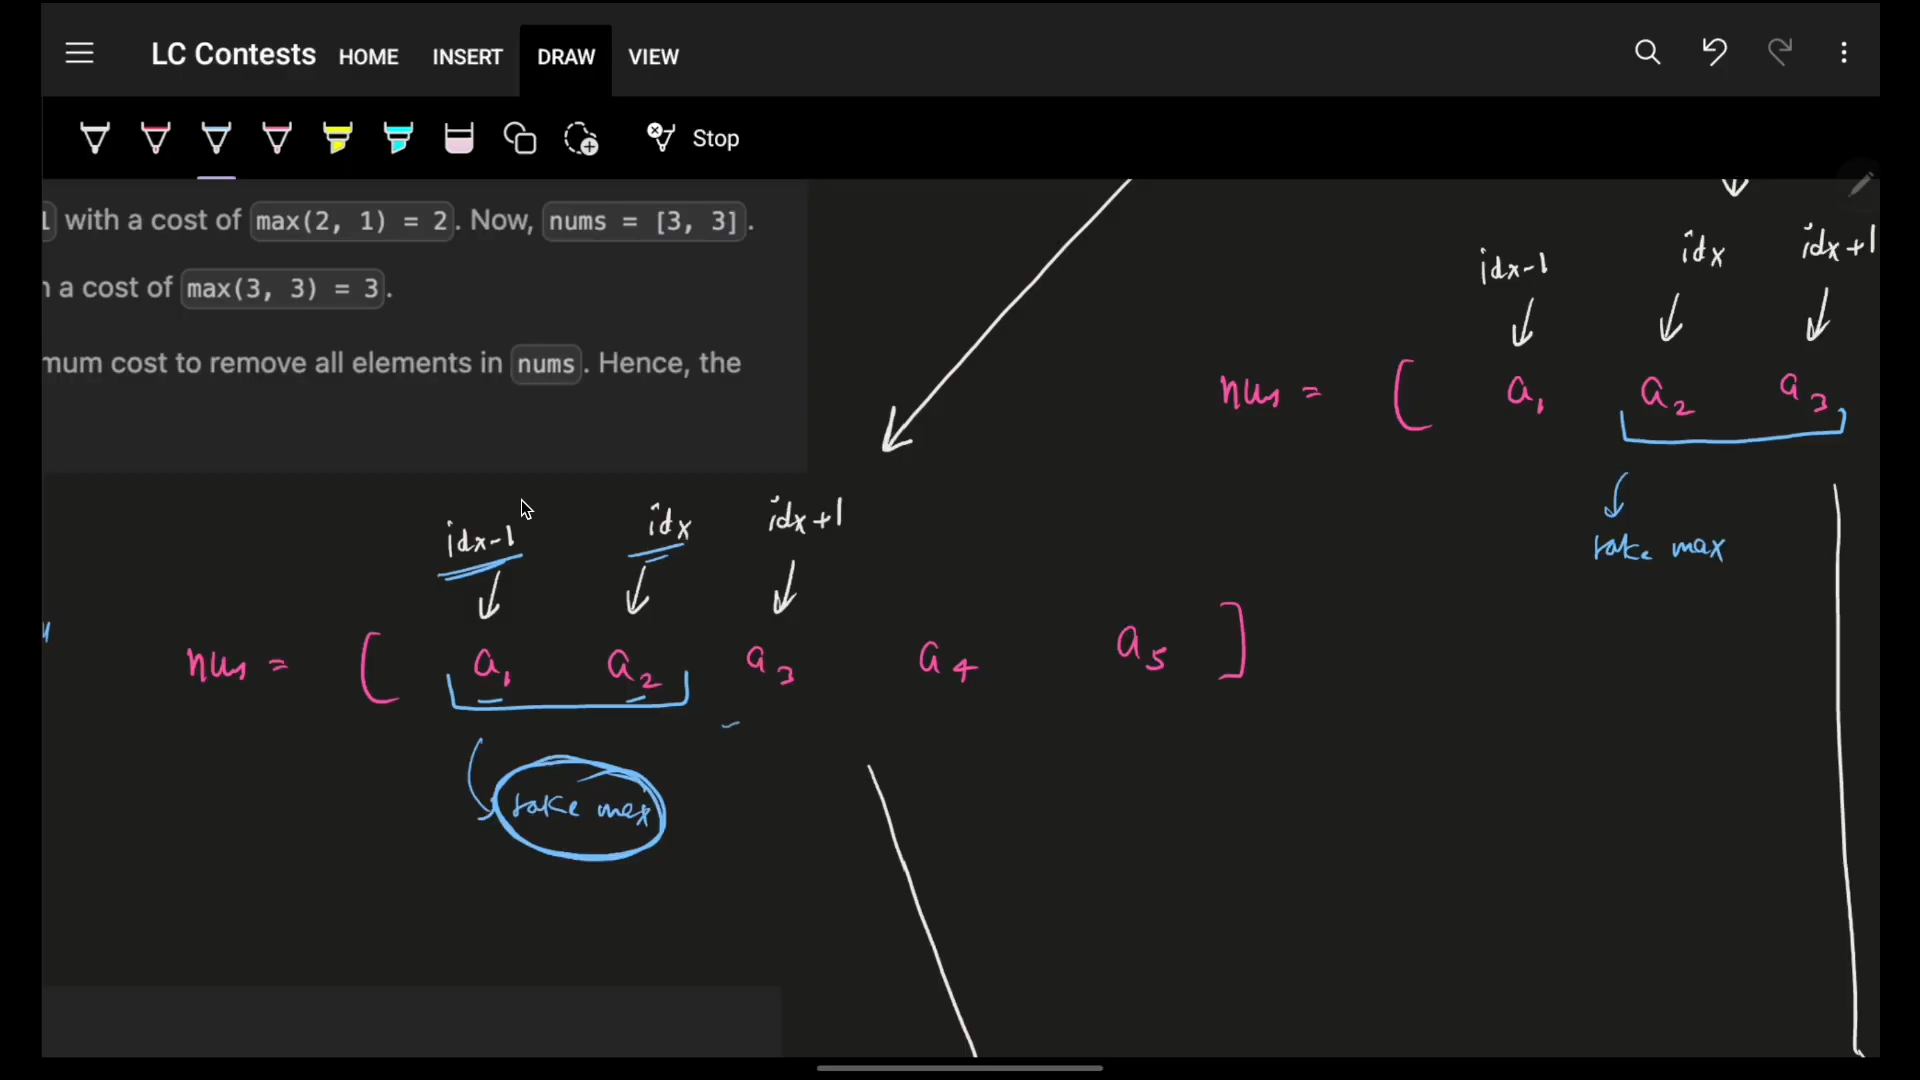 LC Contests HOME INSERT DRAW VIEW
Stop
1 with a cost of max(2, 1) = 2. Now, nums = [3, 3].
a cost of max(3, 3) = 3.
mum cost to remove all elements in nums. Hence, the
idx-1 idx idx+1
nums = [ a1 a2 a3
take max
idx-1 idx idx+1
nums = [ a1 a2 a3 a4 a5 ]
take max